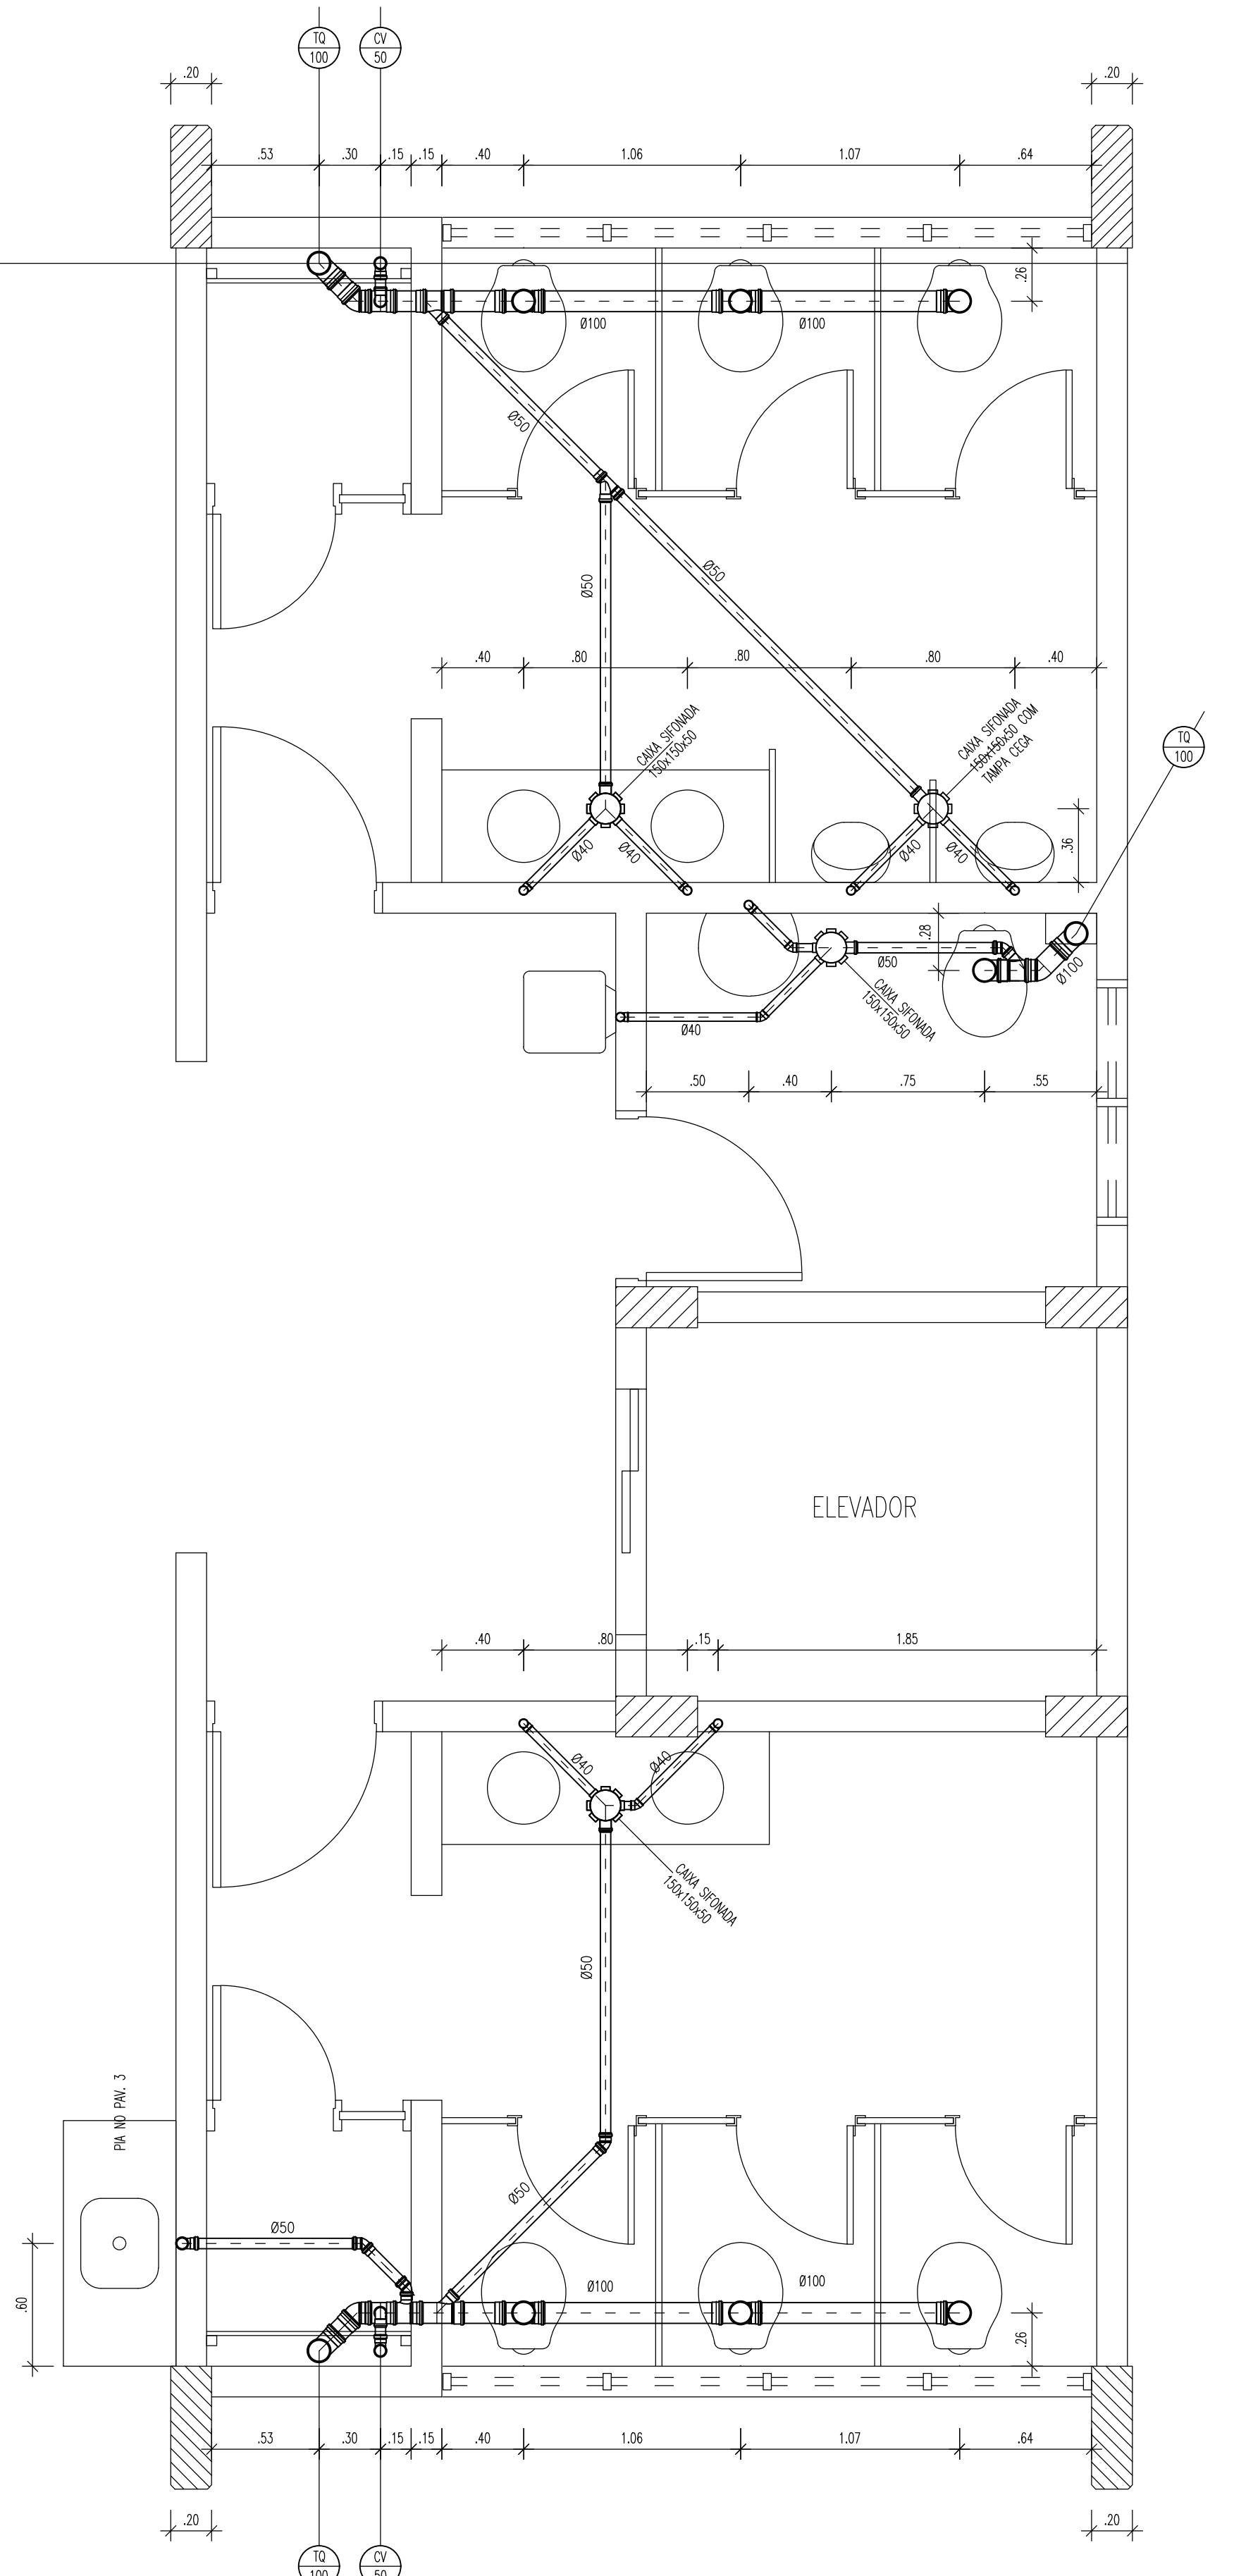 TQ
100
CV
50
.20
.20
.53
.30
.15
.15
.40
1.06
1.07
.64
.26
Ø100
Ø100
Ø50
Ø50
Ø50
.40
.80
.80
.80
.40
CAIXA SIFONADA
150x150x50
CAIXA SIFONADA
150x150x50 COM
TAMPA CEGA
TQ
100
Ø40
Ø40
Ø40
Ø40
.36
.28
Ø50
Ø100
CAIXA SIFONADA
150x150x50
Ø40
.50
.40
.75
.55
ELEVADOR
.40
.80
.15
1.85
Ø40
Ø40
CAIXA SIFONADA
150x150x50
Ø50
PIA NO PAV. 3
Ø50
Ø50
Ø100
Ø100
.60
.26
.53
.30
.15
.15
.40
1.06
1.07
.64
.20
.20
TQ
100
CV
50